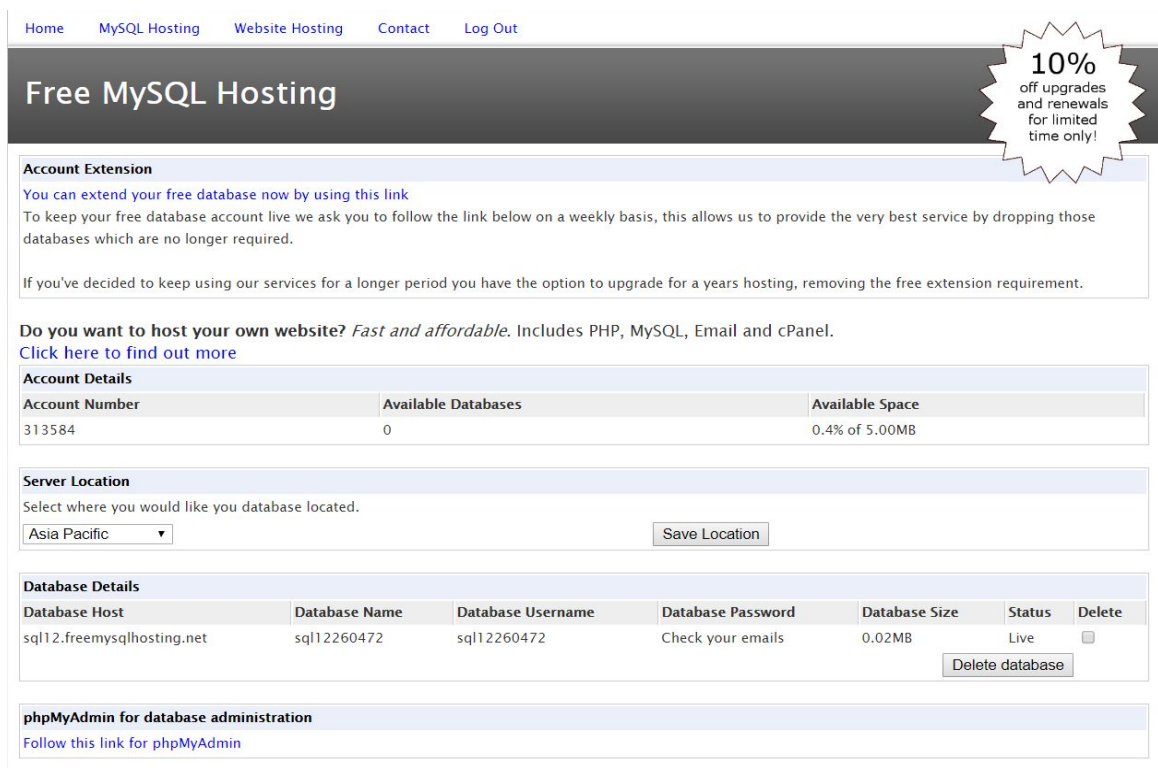 Home MySQL Hosting Website Hosting Contact Log Out
Free MySQL Hosting
10%
off upgrades
and renewals
for limited
time only!
Account Extension
You can extend your free database now by using this link
To keep your free database account live we ask you to follow the link below on a weekly basis, this allows us to provide the very best service by dropping those
databases which are no longer required.
If you've decided to keep using our services for a longer period you have the option to upgrade for a years hosting, removing the free extension requirement.
Do you want to host your own website? Fast and affordable. Includes PHP, MySQL, Email and cPanel.
Click here to find out more
Account Details
Account Number Available Databases Available Space
313584 0 0.4% of 5.00MB
Server Location
Select where you would like you database located.
Asia Pacific Save Location
Database Details
Database Host Database Name Database Username Database Password Database Size Status Delete
sql12.freemysqlhosting.net sql12260472 sql12260472 Check your emails 0.02MB Live
Delete database
phpMyAdmin for database administration
Follow this link for phpMyAdmin